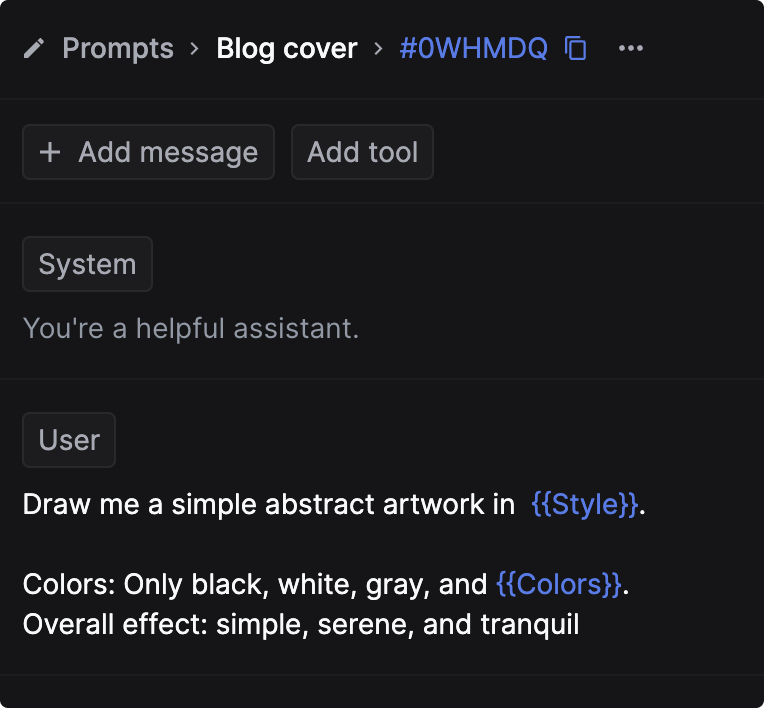 Prompts > Blog cover > #0WHMDQ
+ Add message Add tool
System
You're a helpful assistant.
User
Draw me a simple abstract artwork in {{Style}}.
Colors: Only black, white, gray, and {{Colors}}.
Overall effect: simple, serene, and tranquil